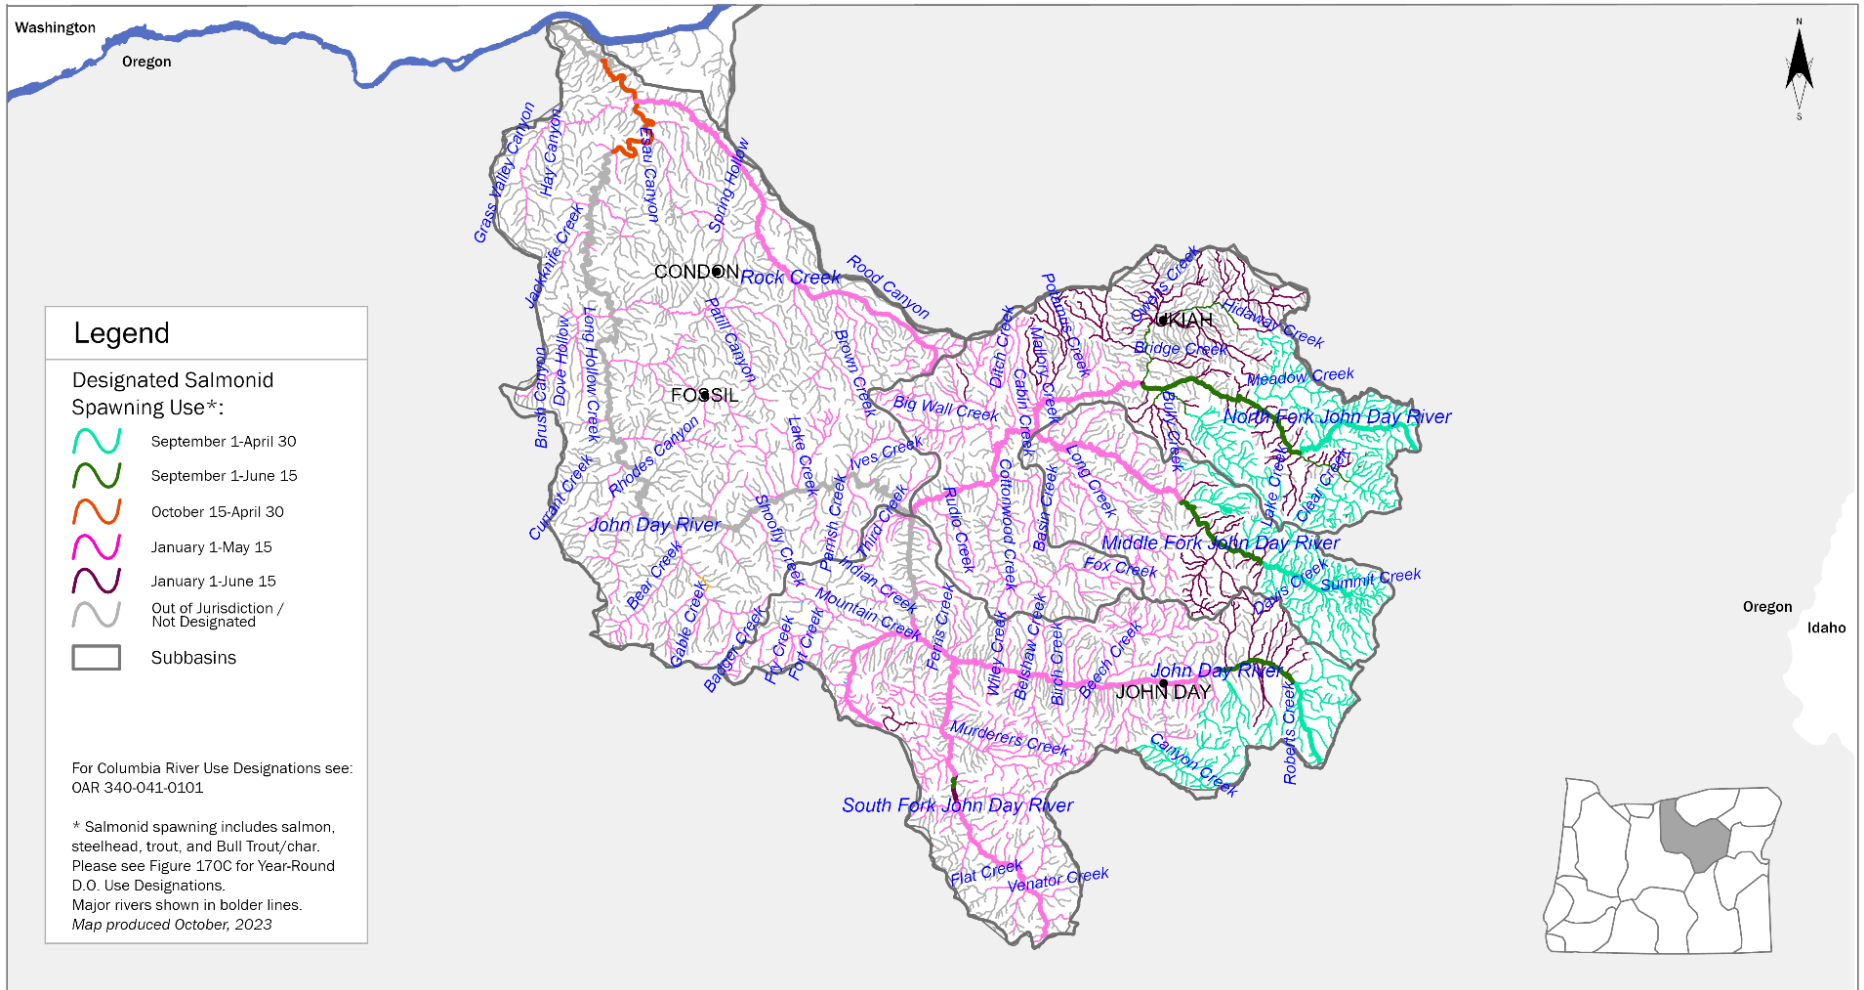 Washington
Oregon
N
S
Grass Valley Canyon
Hay Canyon
Esau Canyon
Spring Hollow
Jackknife Creek
CONDON
Rock Creek
Rood Canyon
Owens Creek
Potamus Creek
UKIAH
Hidaway Creek
Patill Canyon
Long Hollow Creek
Dove Hollow
Brush Canyon
Brown Creek
Ditch Creek
Mallory Creek
Cabin Creek
Bridge Creek
Meadow Creek
FOSSIL
Big Wall Creek
Bully Creek
North Fork John Day River
Rhodes Canyon
Lake Creek
Ives Creek
Currant Creek
Long Creek
Lake Creek
Clear Creek
John Day River
Shoofly Creek
Parrish Creek
Third Creek
Rudio Creek
Cottonwood Creek
Basin Creek
Middle Fork John Day River
Bear Creek
Indian Creek
Fox Creek
Davis Creek
Summit Creek
Gable Creek
Badger Creek
Fry Creek
Fort Creek
Mountain Creek
Ferris Creek
Wiley Creek
Belshaw Creek
Birch Creek
Beech Creek
John Day River
JOHN DAY
Roberts Creek
Murderers Creek
Canyon Creek
South Fork John Day River
Flat Creek
Venator Creek
Oregon
Idaho
Legend
Designated Salmonid
Spawning Use*:
September 1-April 30
September 1-June 15
October 15-April 30
January 1-May 15
January 1-June 15
Out of Jurisdiction /
Not Designated
Subbasins
For Columbia River Use Designations see:
OAR 340-041-0101
* Salmonid spawning includes salmon,
steelhead, trout, and Bull Trout/char.
Please see Figure 170C for Year-Round
D.O. Use Designations.
Major rivers shown in bolder lines.
Map produced October, 2023